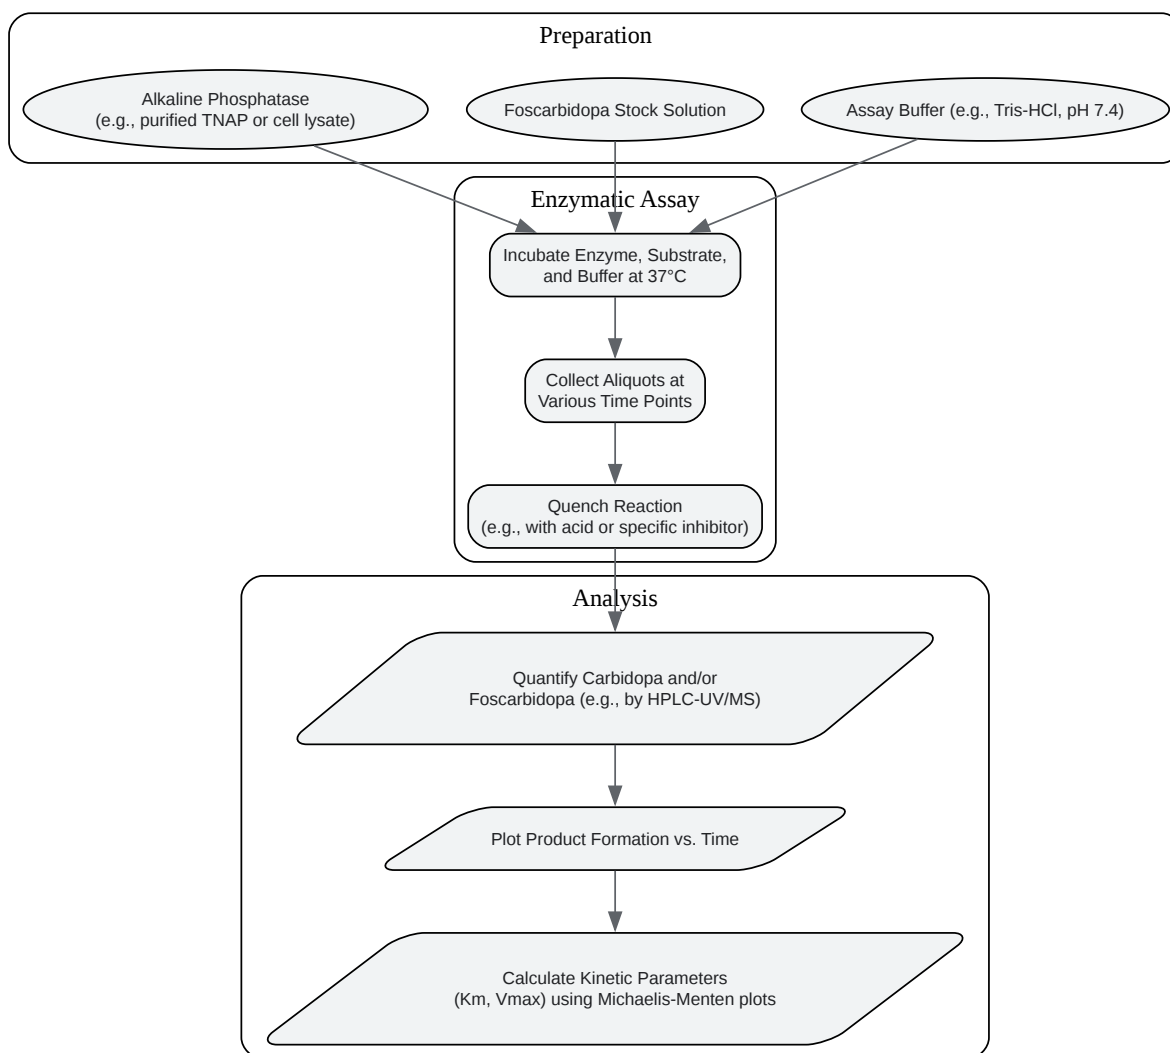 Preparation
Alkaline Phosphatase
(e.g., purified TNAP or cell lysate)
Foscarbidopa Stock Solution
Assay Buffer (e.g., Tris-HCl, pH 7.4)
Enzymatic Assay
Incubate Enzyme, Substrate,
and Buffer at 37°C
Collect Aliquots at
Various Time Points
Quench Reaction
(e.g., with acid or specific inhibitor)
Analysis
Quantify Carbidopa and/or
Foscarbidopa (e.g., by HPLC-UV/MS)
Plot Product Formation vs. Time
Calculate Kinetic Parameters
(Km, Vmax) using Michaelis-Menten plots